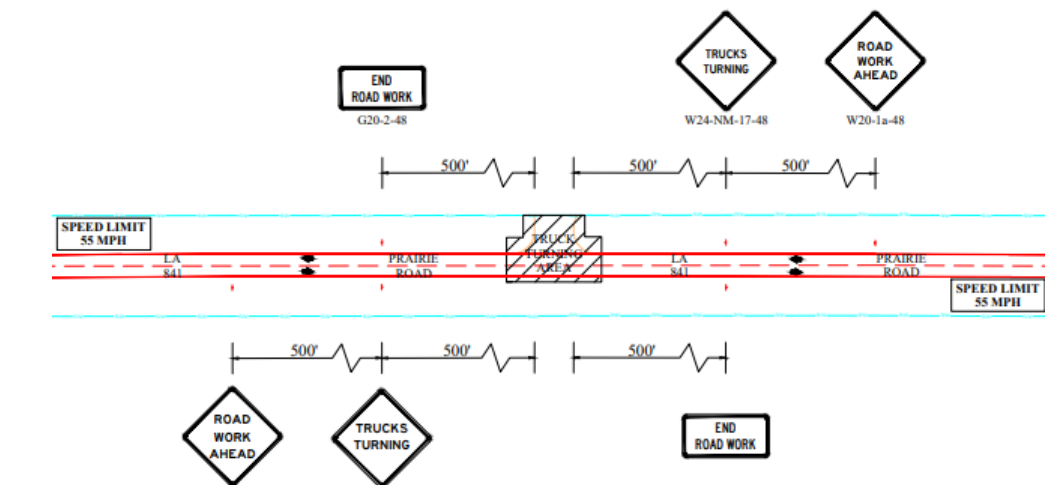 END
ROAD WORK
G20-2-48
TRUCKS
TURNING
W24-NM-17-48
ROAD
WORK
AHEAD
W20-1a-48
500'
500'
500'
SPEED LIMIT
55 MPH
LA
841
PRAIRIE
ROAD
TRUCK
TURNING
AREA
LA
841
PRAIRIE
ROAD
SPEED LIMIT
55 MPH
500'
500'
500'
ROAD
WORK
AHEAD
TRUCKS
TURNING
END
ROAD WORK